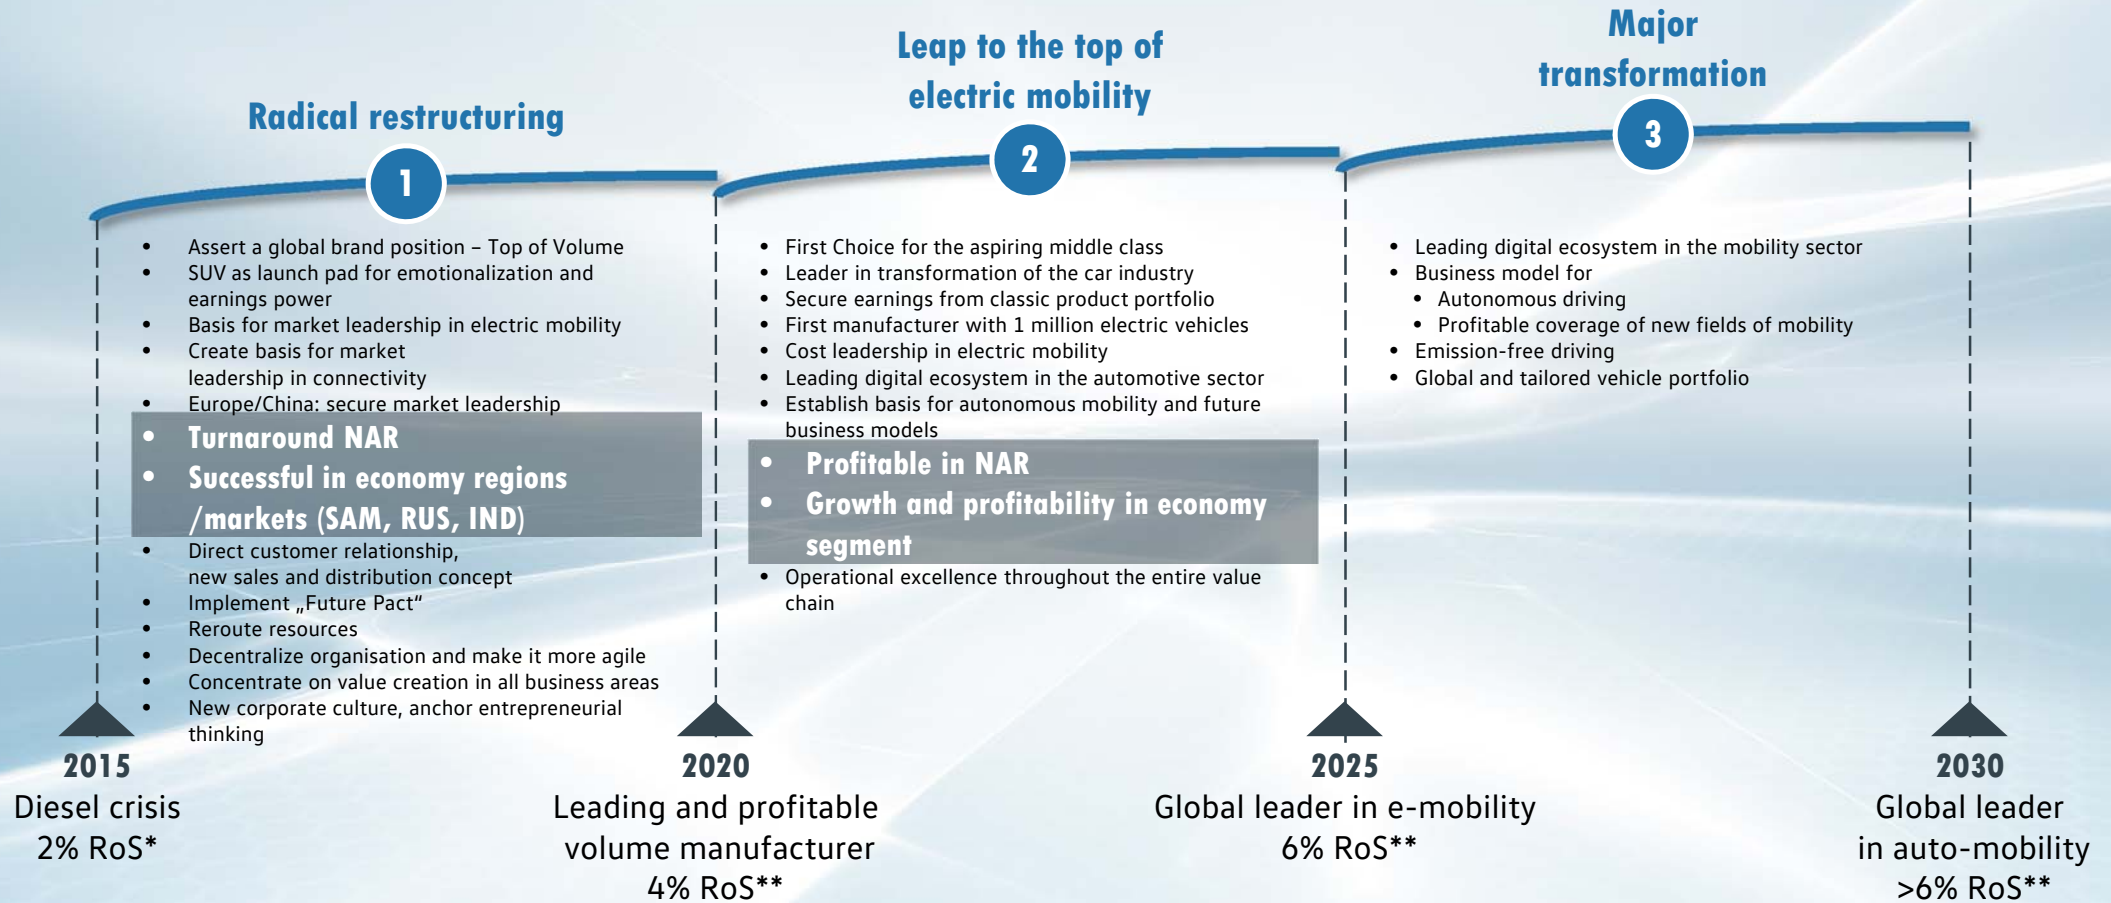 Radical restructuring
1
• Assert a global brand position – Top of Volume
• SUV as launch pad for emotionalization and
earnings power
• Basis for market leadership in electric mobility
• Create basis for market
leadership in connectivity
• Europe/China: secure market leadership
• Turnaround NAR
• Successful in economy regions
/markets (SAM, RUS, IND)
• Direct customer relationship,
new sales and distribution concept
• Implement „Future Pact“
• Reroute resources
• Decentralize organisation and make it more agile
• Concentrate on value creation in all business areas
• New corporate culture, anchor entrepreneurial
thinking
Leap to the top of
electric mobility
2
• First Choice for the aspiring middle class
• Leader in transformation of the car industry
• Secure earnings from classic product portfolio
• First manufacturer with 1 million electric vehicles
• Cost leadership in electric mobility
• Leading digital ecosystem in the automotive sector
• Establish basis for autonomous mobility and future
business models
• Profitable in NAR
• Growth and profitability in economy
segment
• Operational excellence throughout the entire value
chain
Major
transformation
3
• Leading digital ecosystem in the mobility sector
• Business model for
• Autonomous driving
• Profitable coverage of new fields of mobility
• Emission-free driving
• Global and tailored vehicle portfolio
2015
Diesel crisis
2% RoS*
2020
Leading and profitable
volume manufacturer
4% RoS**
2025
Global leader in e-mobility
6% RoS**
2030
Global leader
in auto-mobility
>6% RoS**